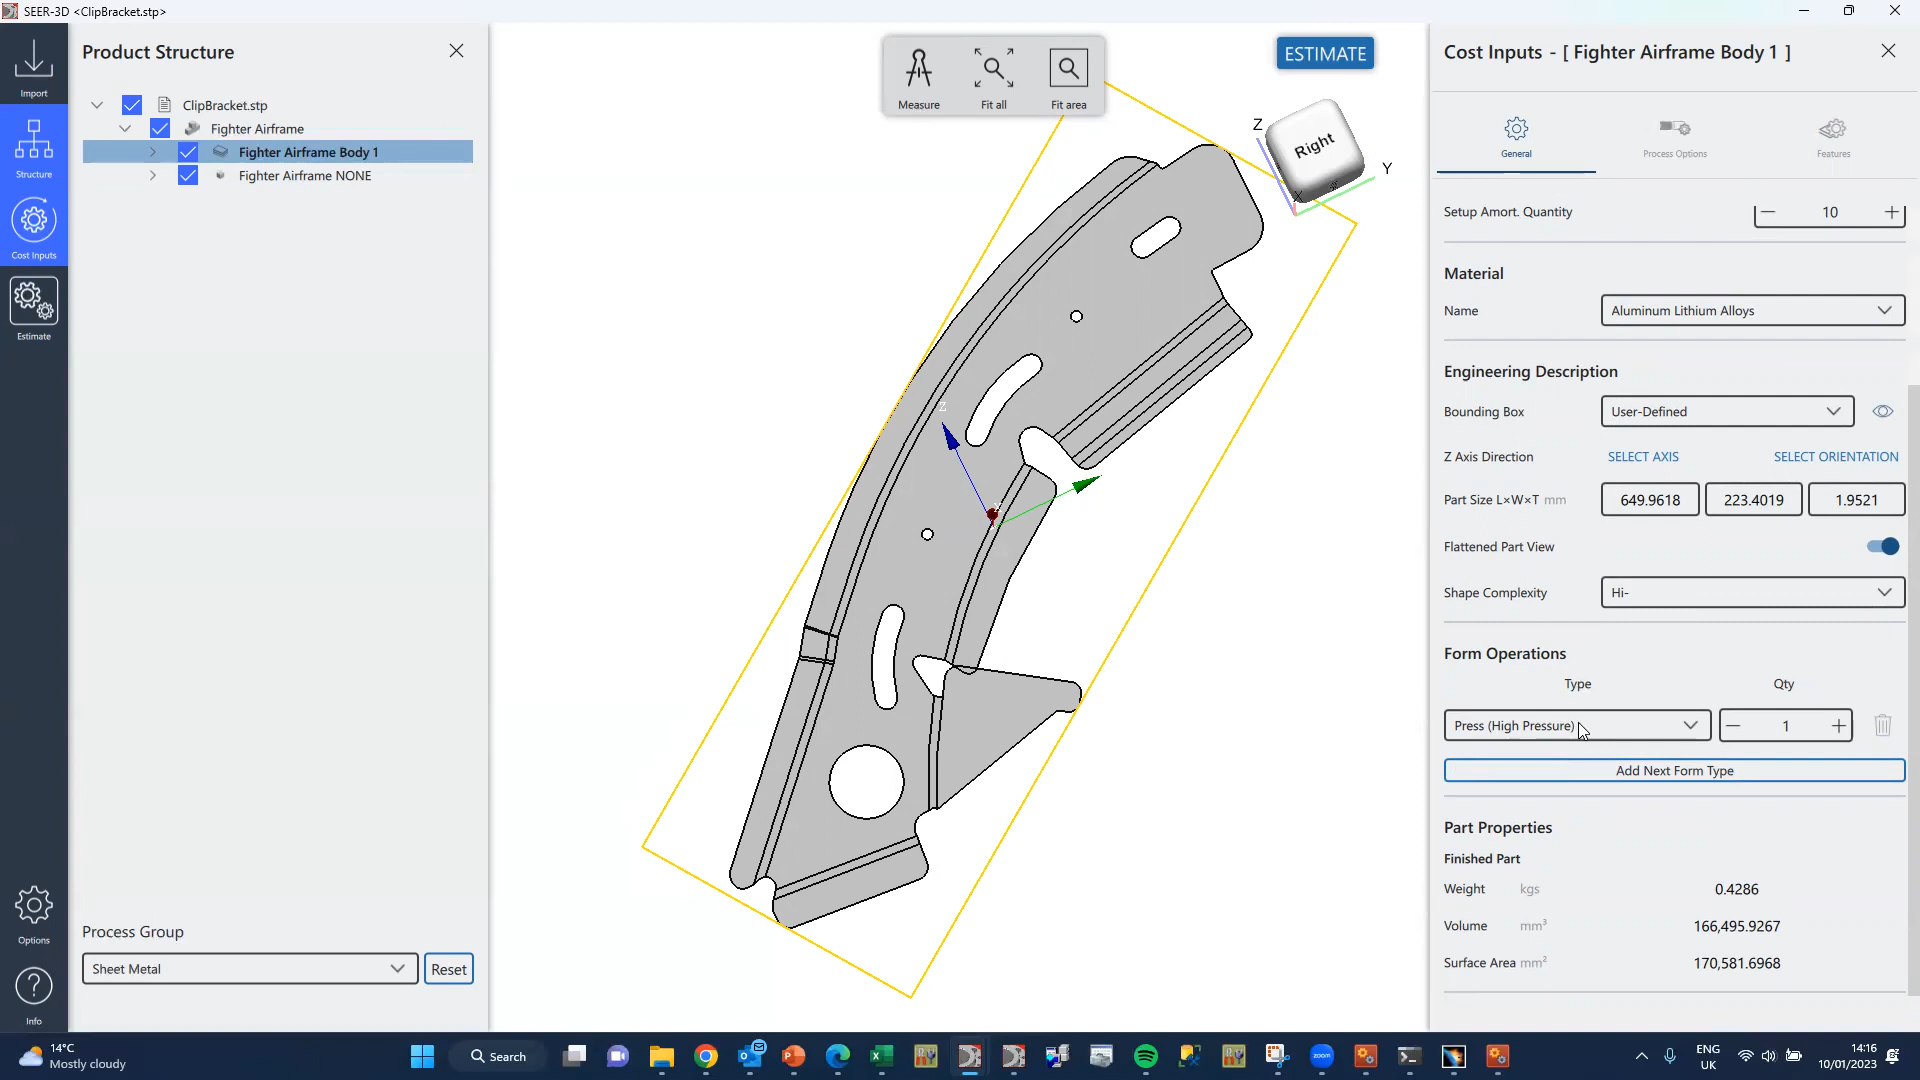 SEER-3D <ClipBracket.stp>
Import
Structure
Cost Inputs
Estimate
Options
Info
Product Structure
ClipBracket.stp
Fighter Airframe
Fighter Airframe Body 1
Fighter Airframe NONE
Process Group
Sheet Metal
Reset
Measure
Fit all
Fit area
ESTIMATE
Z
Right
Y
X
Z
Cost Inputs - [ Fighter Airframe Body 1 ]
General
Process Options
Features
Setup Amort. Quantity
10
Material
Name
Aluminum Lithium Alloys
Engineering Description
Bounding Box
User-Defined
Z Axis Direction
SELECT AXIS
SELECT ORIENTATION
Part Size L×W×T mm
649.9618
223.4019
1.9521
Flattened Part View
Shape Complexity
Hi-
Form Operations
Type
Qty
Press (High Pressure)
1
Add Next Form Type
Part Properties
Finished Part
Weight kgs 0.4286
Volume mm³ 166,495.9267
Surface Area mm² 170,581.6968
14°C
Mostly cloudy
Search
zoom
ENG
UK
14:16
10/01/2023